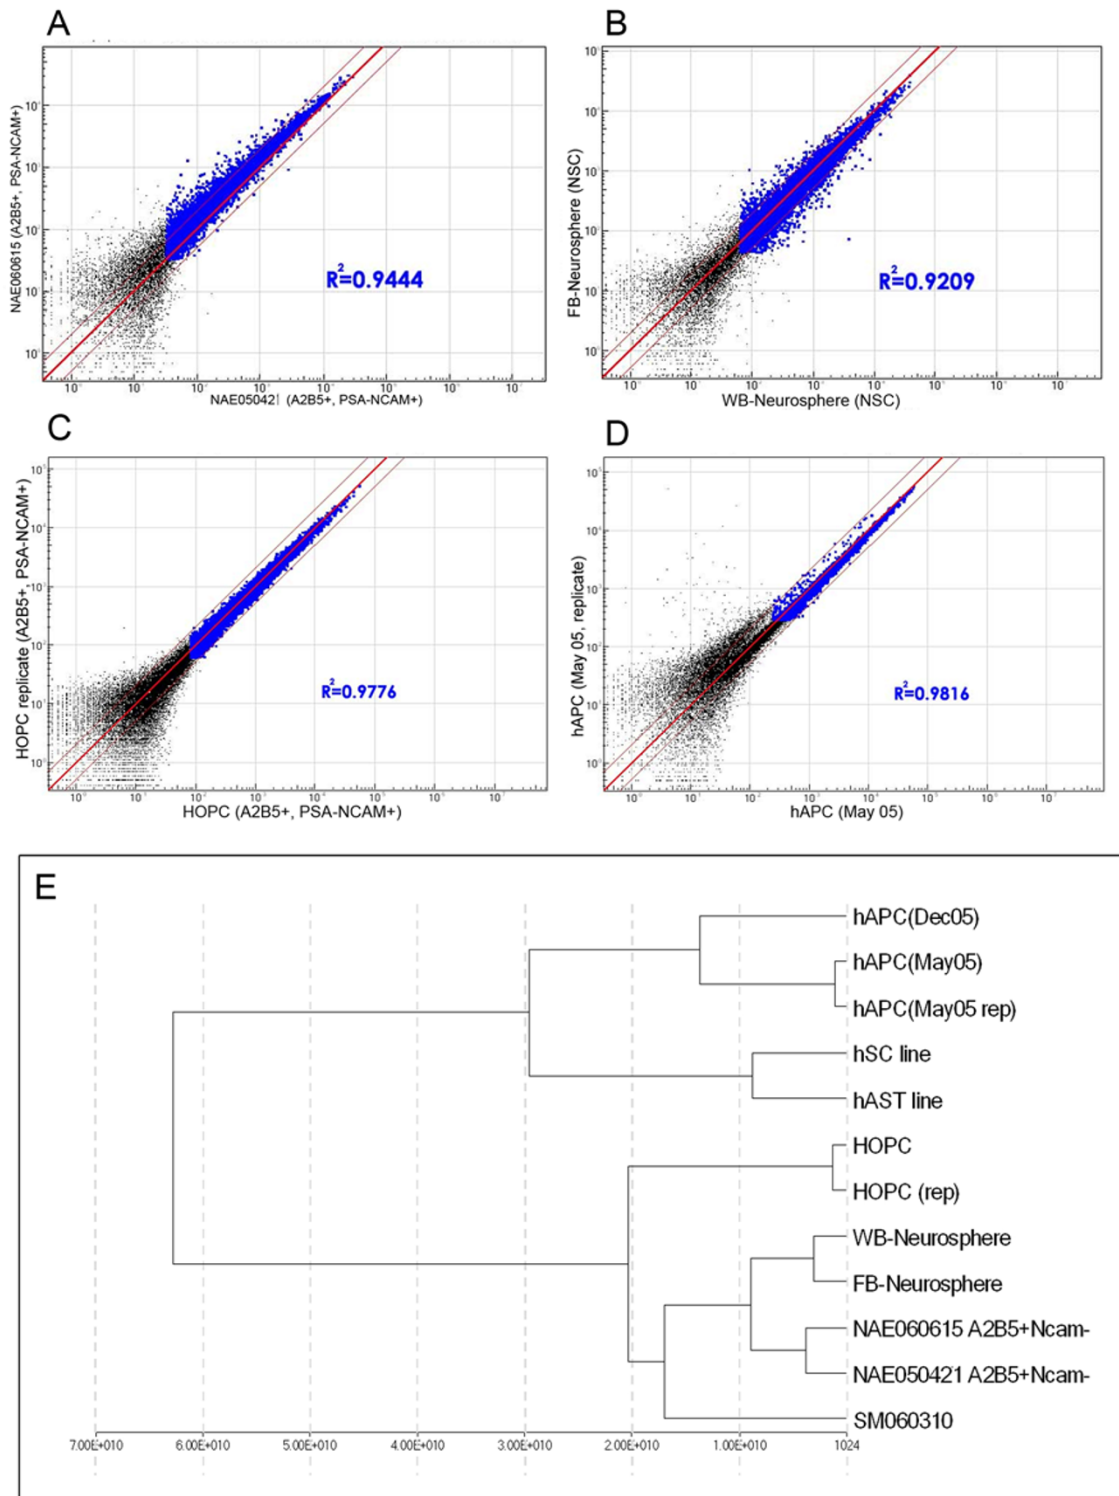 A
NAE060615 (A2B5+, PSA-NCAM+)
R²=0.9444
NAE050421 (A2B5+, PSA-NCAM+)
B
FB-Neurosphere (NSC)
R²=0.9209
WB-Neurosphere (NSC)
C
HOPC replicate (A2B5+, PSA-NCAM+)
R²=0.9776
HOPC (A2B5+, PSA-NCAM+)
D
hAPC (May 05, replicate)
R²=0.9816
hAPC (May 05)
E
hAPC(Dec05)
hAPC(May05)
hAPC(May05 rep)
hSC line
hAST line
HOPC
HOPC (rep)
WB-Neurosphere
FB-Neurosphere
NAE060615 A2B5+Ncam-
NAE050421 A2B5+Ncam-
SM060310
7.00E+010 6.00E+010 5.00E+010 4.00E+010 3.00E+010 2.00E+010 1.00E+010 1024